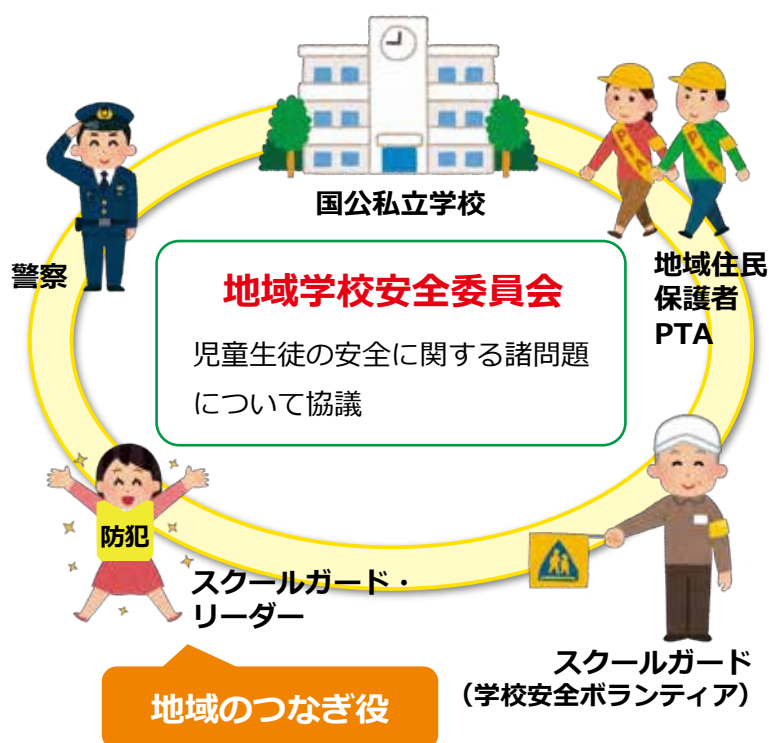 国公私立学校
警察
地域住民
保護者
PTA
地域学校安全委員会
児童生徒の安全に関する諸問題
について協議
防犯
スクールガード・
リーダー
スクールガード
（学校安全ボランティア）
地域のつなぎ役